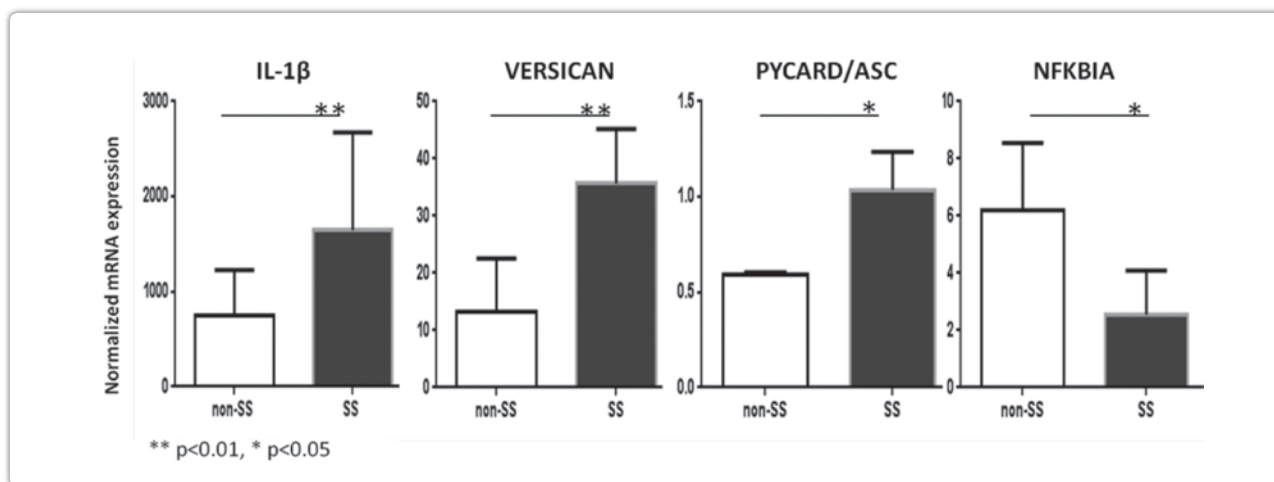 IL-1β
VERSICAN
PYCARD/ASC
NFKBIA
Normalized mRNA expression
3000
2000
1000
0
**
non-SS
SS
50
40
30
20
10
0
**
non-SS
SS
1.5
1.0
0.5
0.0
*
non-SS
SS
10
8
6
4
2
0
*
non-SS
SS
** p<0.01, * p<0.05